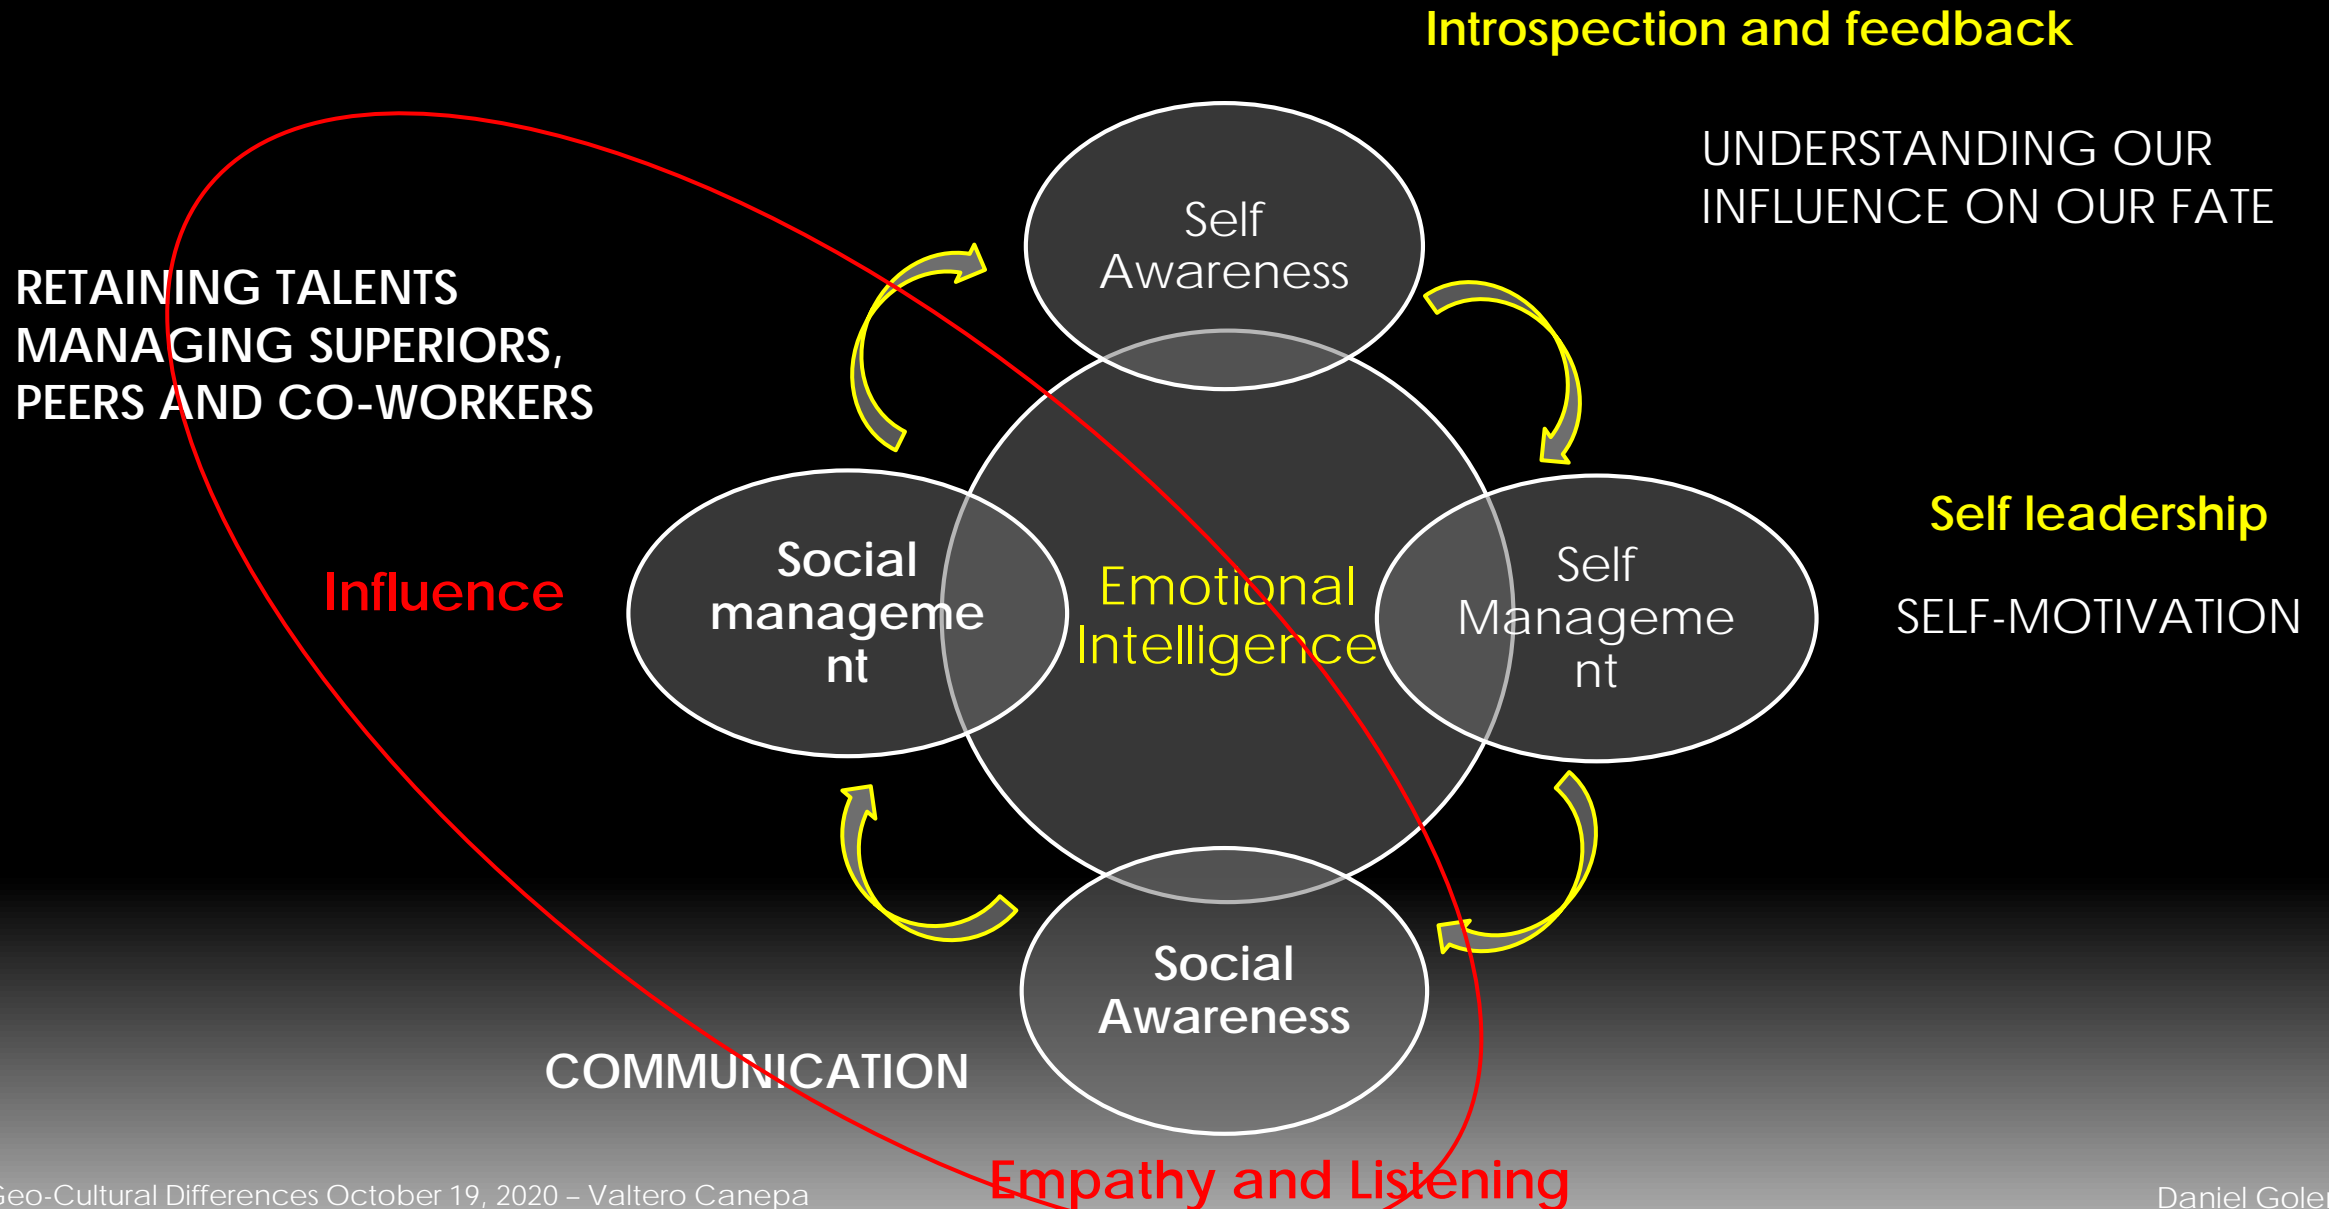 Introspection and feedback
UNDERSTANDING OUR
INFLUENCE ON OUR FATE
Self
Awareness
RETAINING TALENTS
MANAGING SUPERIORS,
PEERS AND CO-WORKERS
Self leadership
SELF-MOTIVATION
Influence
Social
manageme
nt
Emotional
Intelligence
Self
Manageme
nt
Social
Awareness
COMMUNICATION
Empathy and Listening
Geo-Cultural Differences October 19, 2020 – Valtero Canepa
Daniel